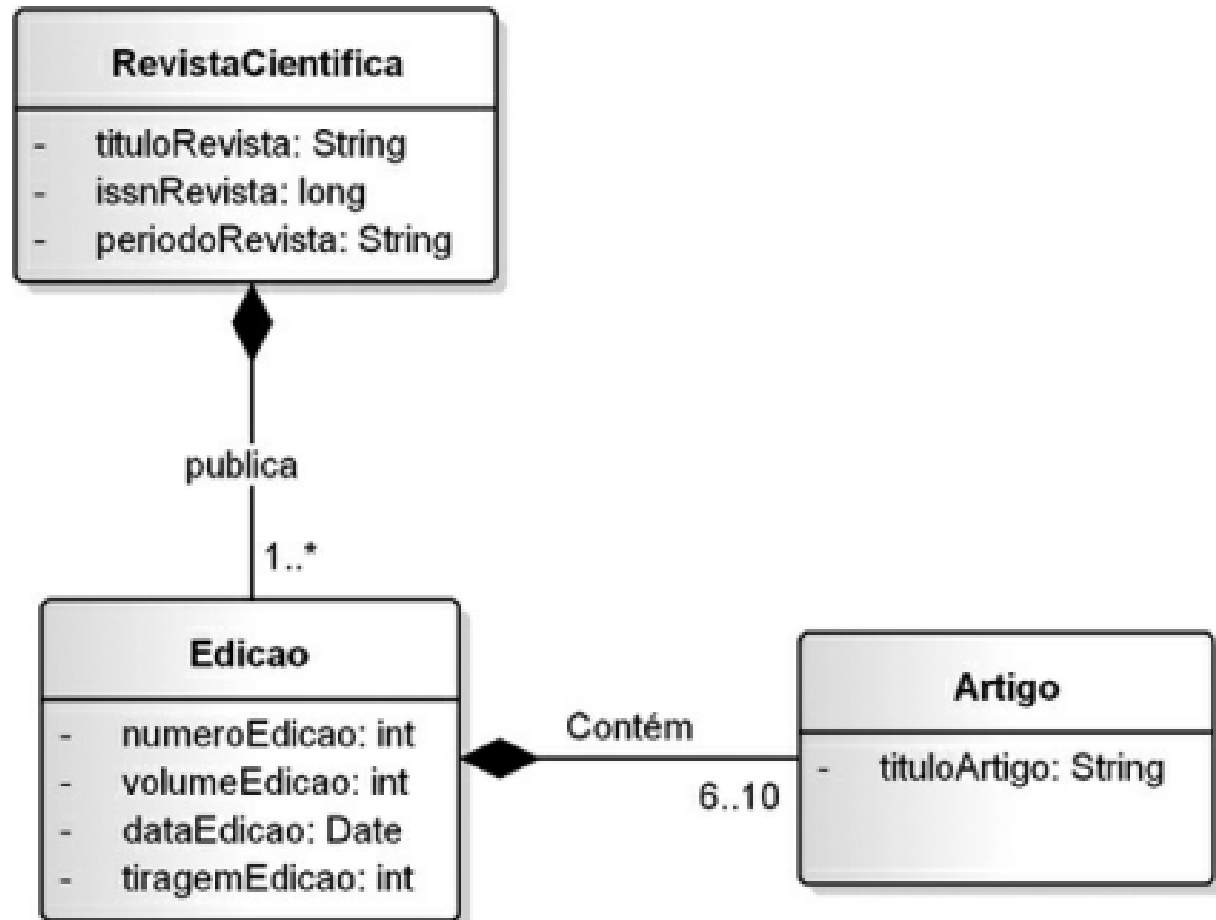 RevistaCientifica
- tituloRevista: String
- issnRevista: long
- periodoRevista: String
publica
1..*
Edicao
- numeroEdicao: int
- volumeEdicao: int
- dataEdicao: Date
- tiragemEdicao: int
Contém
6..10
Artigo
- tituloArtigo: String